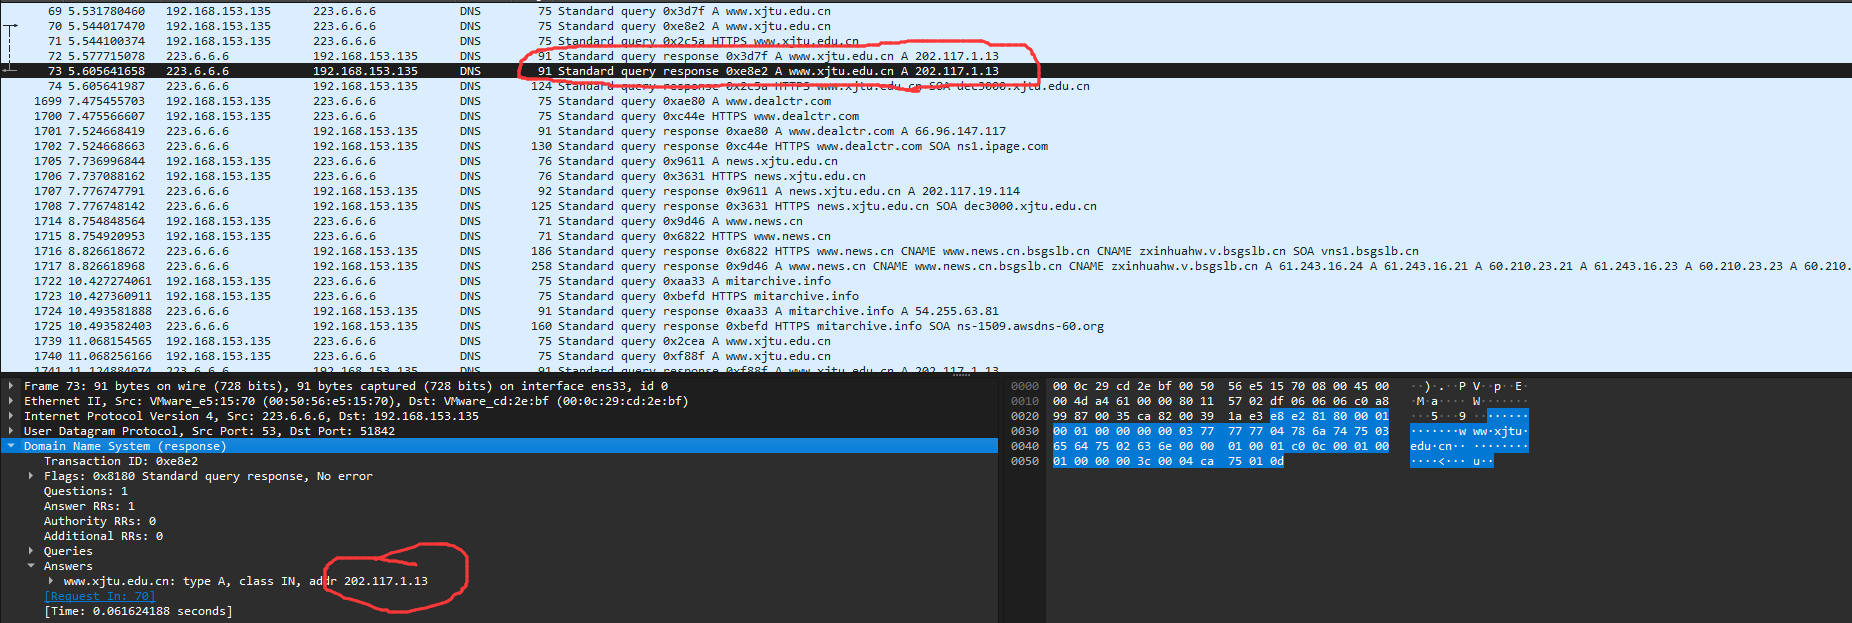 69 5.531780460 192.168.153.135 223.6.6.6 DNS 75 Standard query 0x3d7f A www.xjtu.edu.cn
70 5.544017470 192.168.153.135 223.6.6.6 DNS 75 Standard query 0xe8e2 A www.xjtu.edu.cn
71 5.544100374 192.168.153.135 223.6.6.6 DNS 75 Standard query 0x2c5a HTTPS www.xjtu.edu.cn
72 5.577715078 223.6.6.6 192.168.153.135 DNS 91 Standard query response 0x3d7f A www.xjtu.edu.cn A 202.117.1.13
73 5.605641658 223.6.6.6 192.168.153.135 DNS 91 Standard query response 0xe8e2 A www.xjtu.edu.cn A 202.117.1.13
74 5.605641987 223.6.6.6 192.168.153.135 DNS 124 Standard query response 0x2c5a HTTPS www.xjtu.edu.cn SOA dec3000.xjtu.edu.cn
1699 7.475455703 192.168.153.135 223.6.6.6 DNS 75 Standard query 0xae80 A www.dealctr.com
1700 7.475566607 192.168.153.135 223.6.6.6 DNS 75 Standard query 0xc44e HTTPS www.dealctr.com
1701 7.524668419 223.6.6.6 192.168.153.135 DNS 91 Standard query response 0xae80 A www.dealctr.com A 66.96.147.117
1702 7.524668663 223.6.6.6 192.168.153.135 DNS 130 Standard query response 0xc44e HTTPS www.dealctr.com SOA ns1.ipage.com
1705 7.736996844 192.168.153.135 223.6.6.6 DNS 76 Standard query 0x9611 A news.xjtu.edu.cn
1706 7.737088162 192.168.153.135 223.6.6.6 DNS 76 Standard query 0x3631 HTTPS news.xjtu.edu.cn
1707 7.776747791 223.6.6.6 192.168.153.135 DNS 92 Standard query response 0x9611 A news.xjtu.edu.cn A 202.117.19.114
1708 7.776748142 223.6.6.6 192.168.153.135 DNS 125 Standard query response 0x3631 HTTPS news.xjtu.edu.cn SOA dec3000.xjtu.edu.cn
1714 8.754848564 192.168.153.135 223.6.6.6 DNS 71 Standard query 0x9d46 A www.news.cn
1715 8.754920953 192.168.153.135 223.6.6.6 DNS 71 Standard query 0x6822 HTTPS www.news.cn
1716 8.826618672 223.6.6.6 192.168.153.135 DNS 186 Standard query response 0x6822 HTTPS www.news.cn CNAME www.news.cn.bsgslb.cn CNAME zxinhuahw.v.bsgslb.cn SOA vns1.bsgslb.cn
1717 8.826618968 223.6.6.6 192.168.153.135 DNS 258 Standard query response 0x9d46 A www.news.cn CNAME www.news.cn.bsgslb.cn CNAME zxinhuahw.v.bsgslb.cn A 61.243.16.24 A 61.243.16.21 A 60.210.23.21 A 61.243.16.23 A 60.210.23.23 A 60.210.
1722 10.427274061 192.168.153.135 223.6.6.6 DNS 75 Standard query 0xaa33 A mitarchive.info
1723 10.427360911 192.168.153.135 223.6.6.6 DNS 75 Standard query 0xbefd HTTPS mitarchive.info
1724 10.493581888 223.6.6.6 192.168.153.135 DNS 91 Standard query response 0xaa33 A mitarchive.info A 54.255.63.81
1725 10.493582403 223.6.6.6 192.168.153.135 DNS 160 Standard query response 0xbefd HTTPS mitarchive.info SOA ns-1509.awsdns-60.org
1739 11.068154565 192.168.153.135 223.6.6.6 DNS 75 Standard query 0x2cea A www.xjtu.edu.cn
1740 11.068256166 192.168.153.135 223.6.6.6 DNS 75 Standard query 0xf88f A www.xjtu.edu.cn
1741 11.124884074 223.6.6.6 192.168.153.135 DNS 91 Standard query response 0xf88f A www.xjtu.edu.cn A 202.117.1.13
Frame 73: 91 bytes on wire (728 bits), 91 bytes captured (728 bits) on interface ens33, id 0
Ethernet II, Src: VMware_e5:15:70 (00:50:56:e5:15:70), Dst: VMware_cd:2e:bf (00:0c:29:cd:2e:bf)
Internet Protocol Version 4, Src: 223.6.6.6, Dst: 192.168.153.135
User Datagram Protocol, Src Port: 53, Dst Port: 51842
Domain Name System (response)
Transaction ID: 0xe8e2
Flags: 0x8180 Standard query response, No error
Questions: 1
Answer RRs: 1
Authority RRs: 0
Additional RRs: 0
Queries
Answers
www.xjtu.edu.cn: type A, class IN, addr 202.117.1.13
[Request In: 70]
[Time: 0.061624188 seconds]
0000 00 0c 29 cd 2e bf 00 50 56 e5 15 70 08 00 45 00 ··)·.··P V··p··E·
0010 00 4d a4 61 00 00 80 11 57 02 df 06 06 06 c0 a8 ·M·a···· W·······
0020 99 87 00 35 ca 82 00 39 1a e3 e8 e2 81 80 00 01 ···5···9 ········
0030 00 01 00 00 00 00 03 77 77 77 04 78 6a 74 75 03 ·······w ww·xjtu·
0040 65 64 75 02 63 6e 00 00 01 00 01 c0 0c 00 01 00 edu·cn·· ········
0050 01 00 00 00 3c 00 04 ca 75 01 0d ····<··· u··